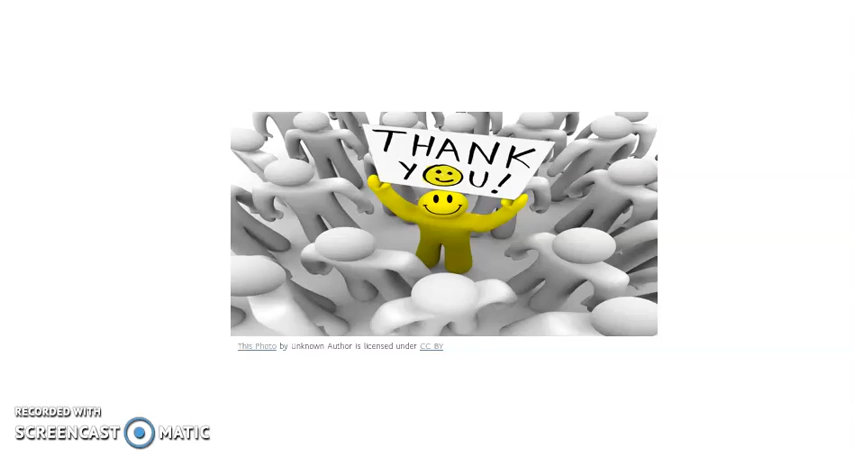 THANK
YOU!
This Photo by Unknown Author is licensed under CC BY
RECORDED WITH
SCREENCAST MATIC